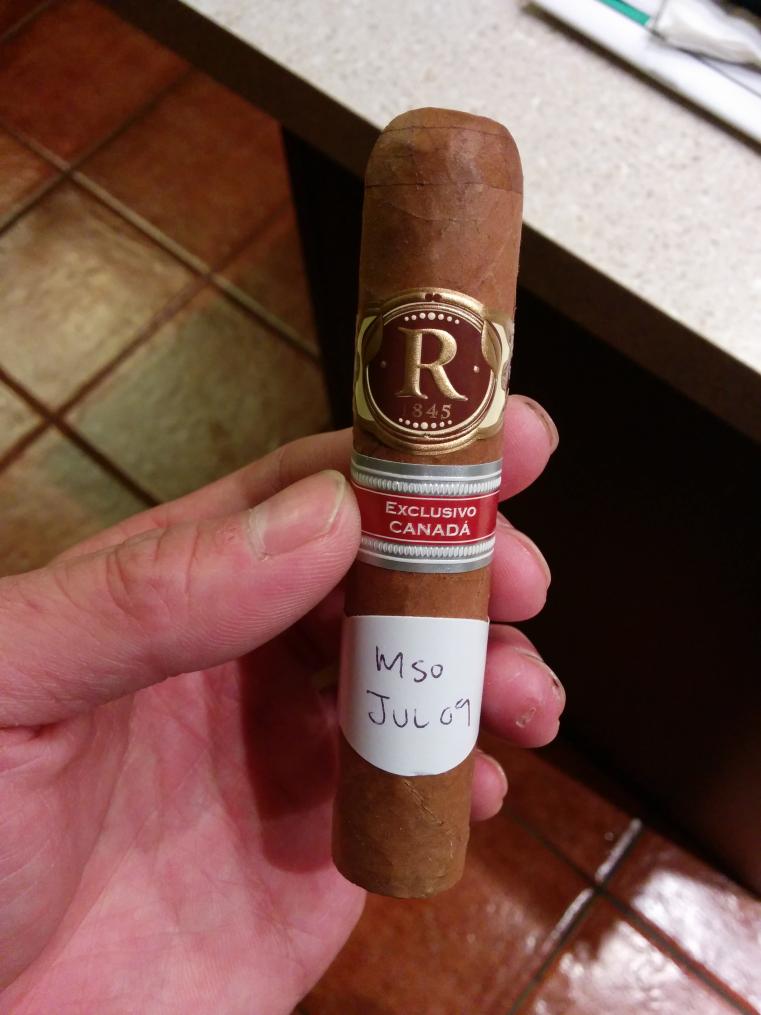 R
1845
EXCLUSIVO
CANADÁ
MSO
JUL 09